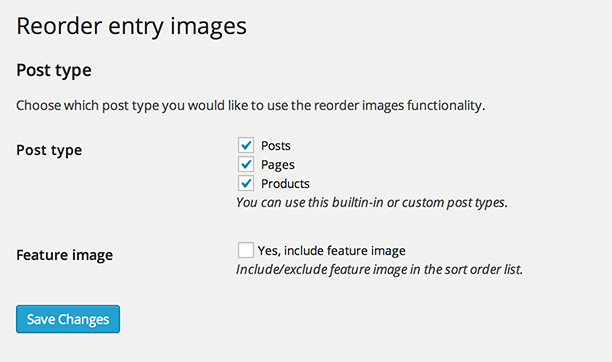 Reorder entry images
Post type
Choose which post type you would like to use the reorder images functionality.
Post type
Posts
Pages
Products
You can use this builtin-in or custom post types.
Feature image
Yes, include feature image
Include/exclude feature image in the sort order list.
Save Changes